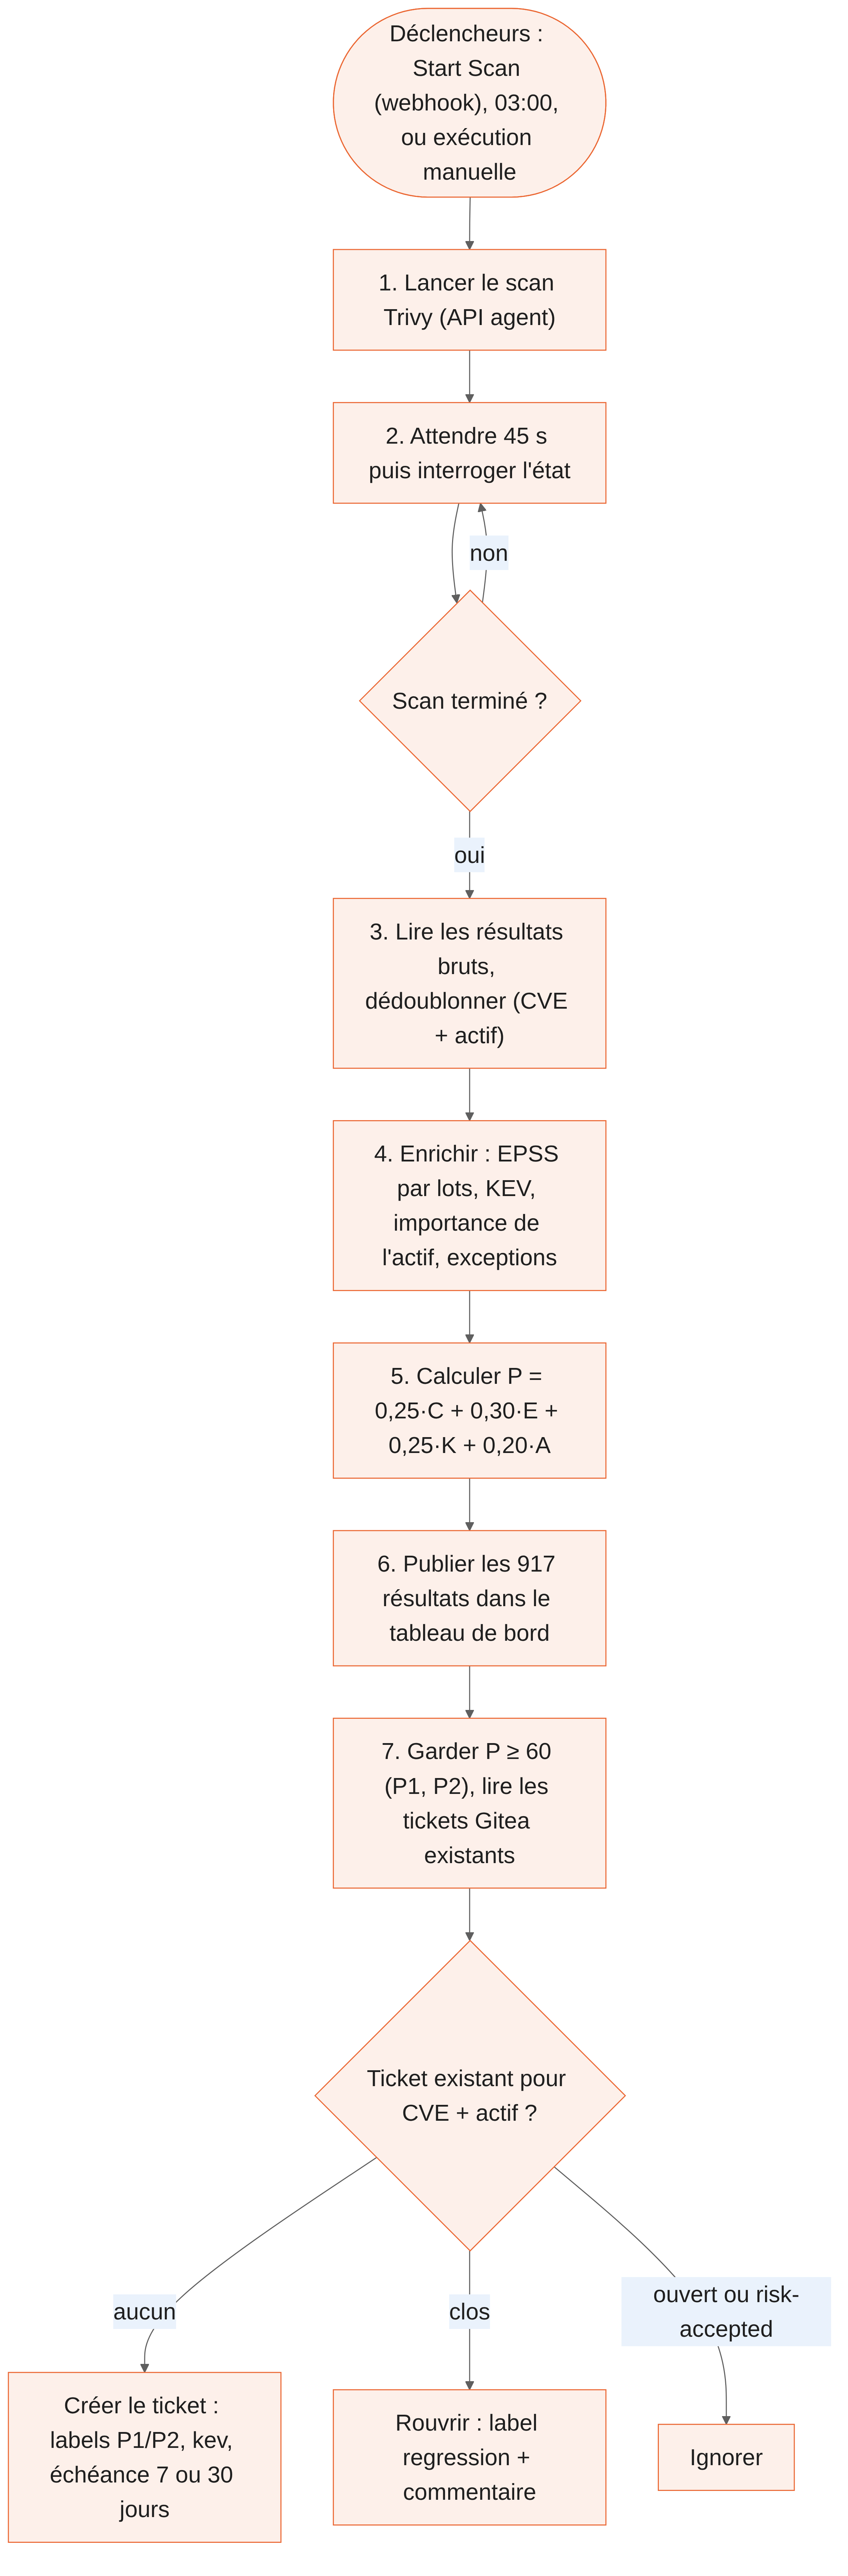 Déclencheurs :
Start Scan
(webhook), 03:00,
ou exécution
manuelle
1. Lancer le scan
Trivy (API agent)
2. Attendre 45 s
puis interroger l'état
non
Scan terminé ?
oui
3. Lire les résultats
bruts,
dédoublonner (CVE
+ actif)
4. Enrichir : EPSS
par lots, KEV,
importance de
l'actif, exceptions
5. Calculer P =
0,25·C + 0,30·E +
0,25·K + 0,20·A
6. Publier les 917
résultats dans le
tableau de bord
7. Garder P ≥ 60
(P1, P2), lire les
tickets Gitea
existants
Ticket existant pour
CVE + actif ?
aucun
clos
ouvert ou risk-
accepted
Créer le ticket :
labels P1/P2, kev,
échéance 7 ou 30
jours
Rouvrir : label
regression +
commentaire
Ignorer